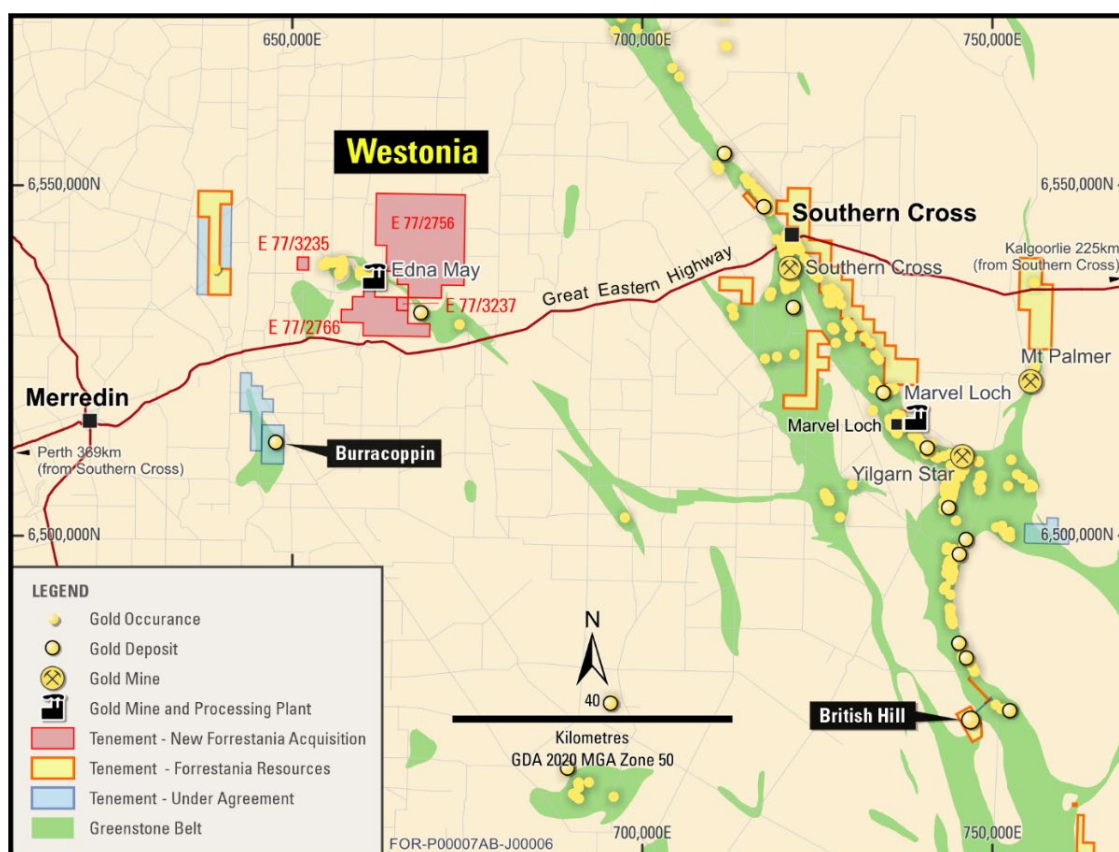 650,000E
700,000E
750,000E
Westonia
6,550,000N
6,550,000N
E 77/2756
Southern Cross
E 77/3235
Kalgoorlie 225km
(from Southern Cross)
Edna May
Great Eastern Highway
Southern Cross
E 77/3237
E 77/2766
Mt Palmer
Merredin
Marvel Loch
Marvel Loch
Perth 369km
(from Southern Cross)
Burracoppin
Yilgarn Star
6,500,000N
6,500,000N
LEGEND
Gold Occurance
Gold Deposit
Gold Mine
Gold Mine and Processing Plant
Tenement - New Forrestania Acquisition
Tenement - Forrestania Resources
Tenement - Under Agreement
Greenstone Belt
N
40
Kilometres
GDA 2020 MGA Zone 50
British Hill
FOR-P00007AB-J00006
700,000E
750,000E